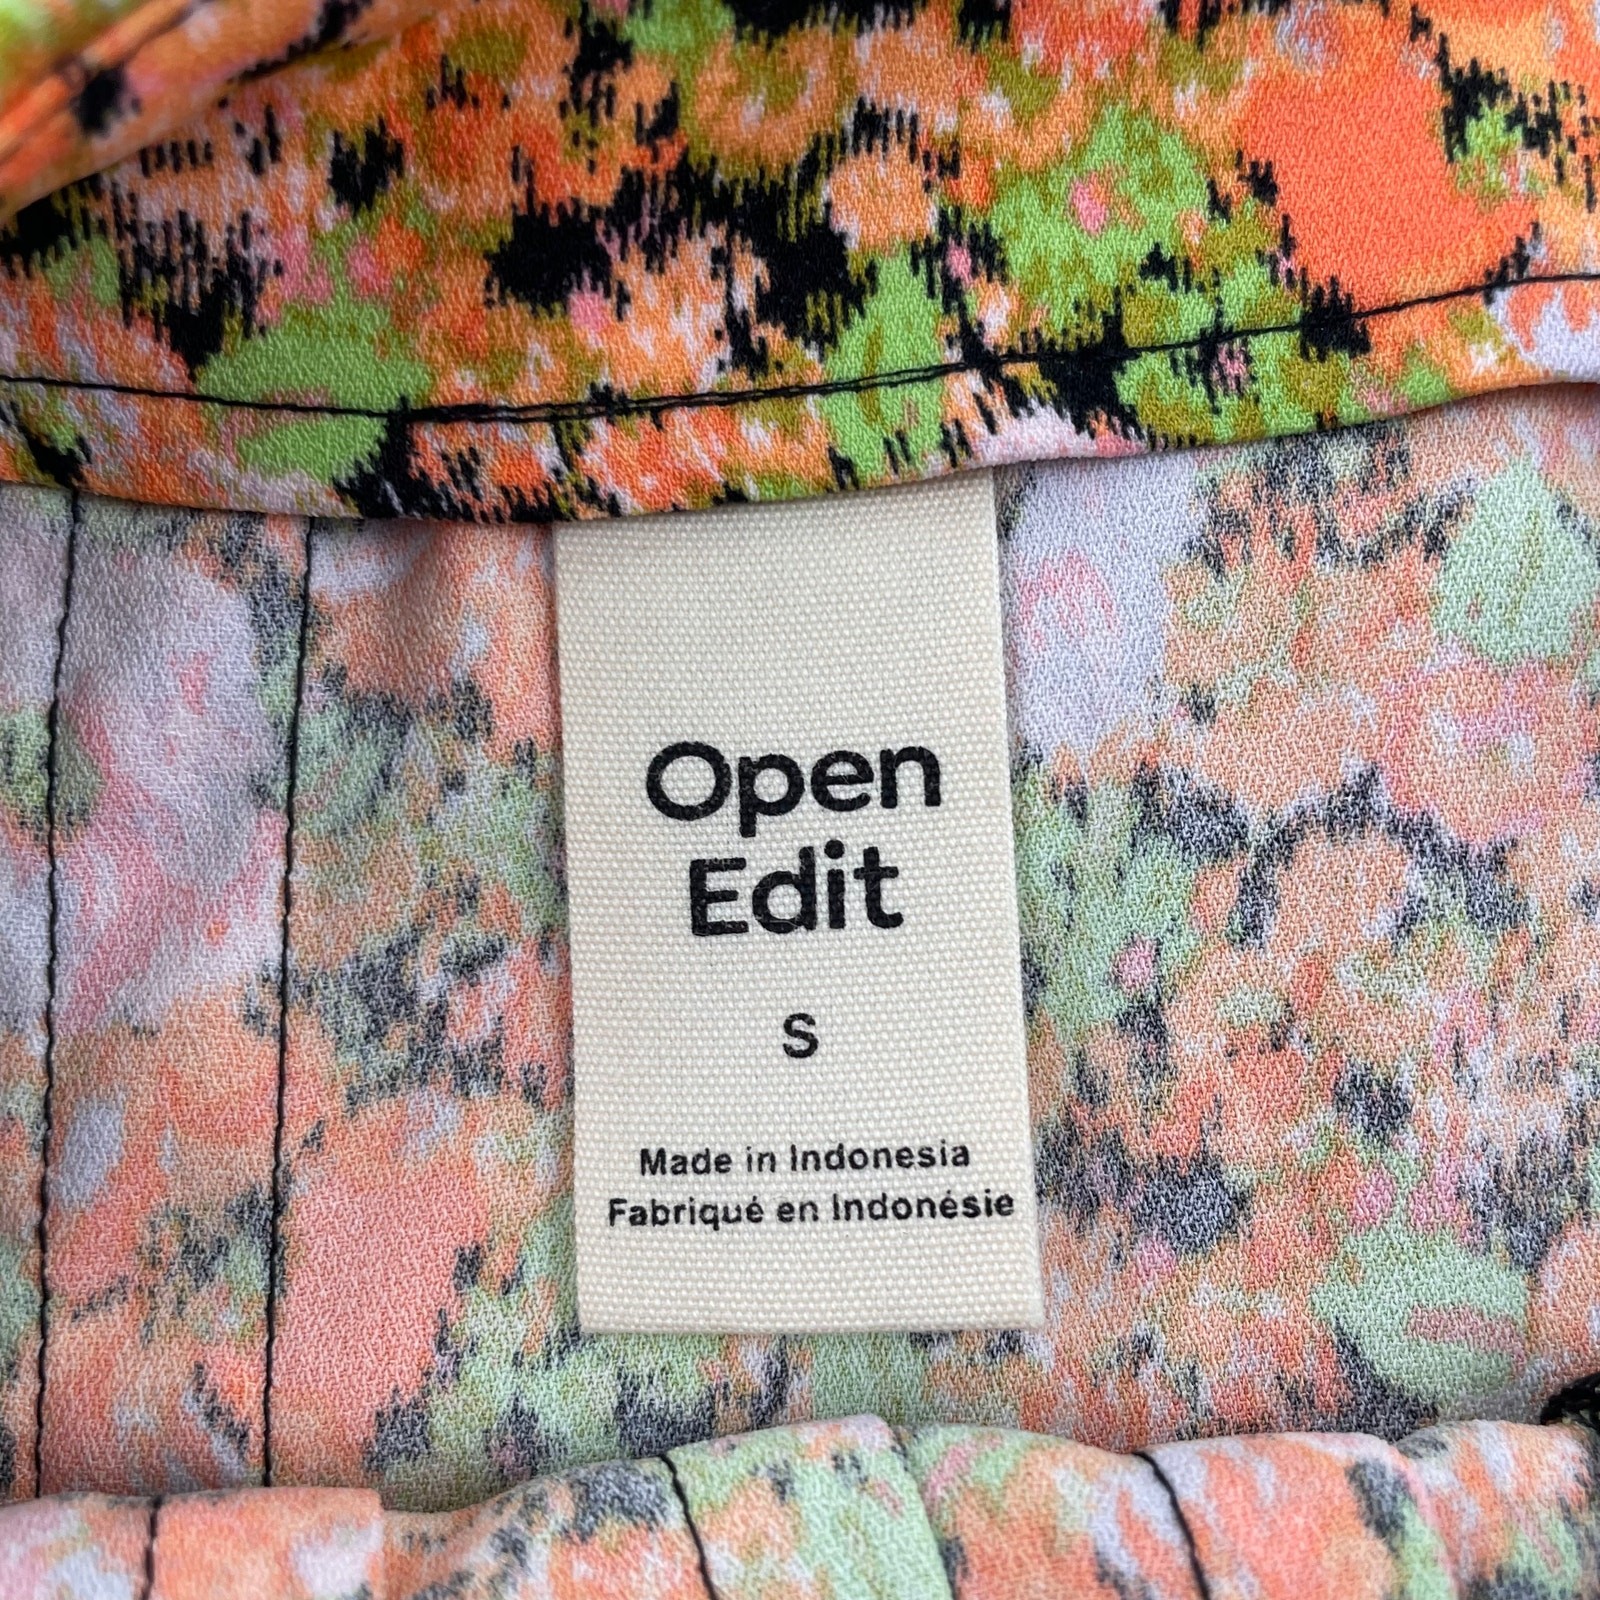 Open
Edit
S
Made in Indonesia
Fabriqué en Indonésie